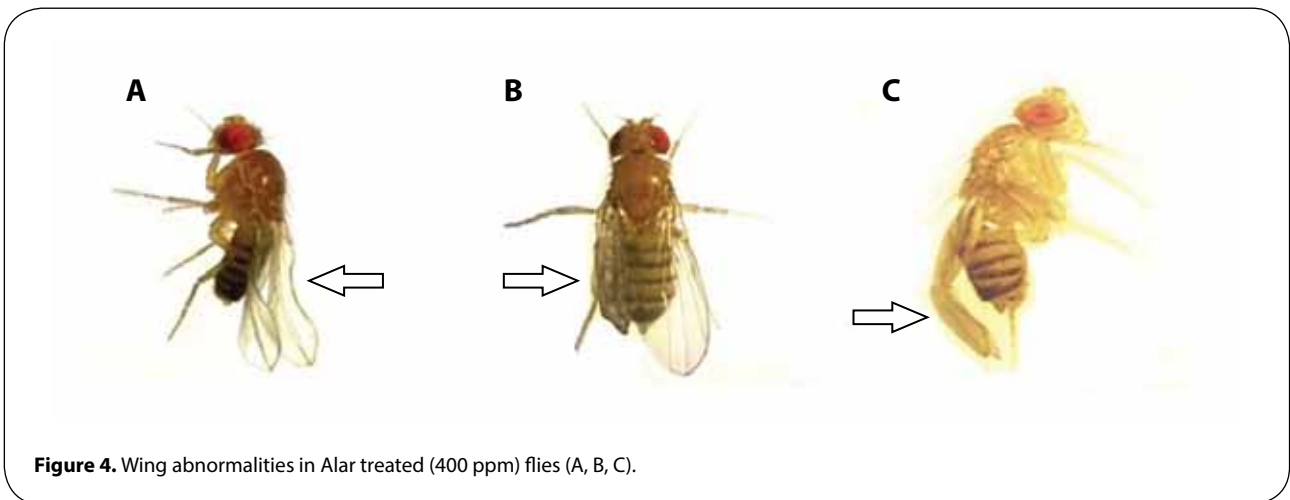 A B C
Figure 4. Wing abnormalities in Alar treated (400 ppm) flies (A, B, C).